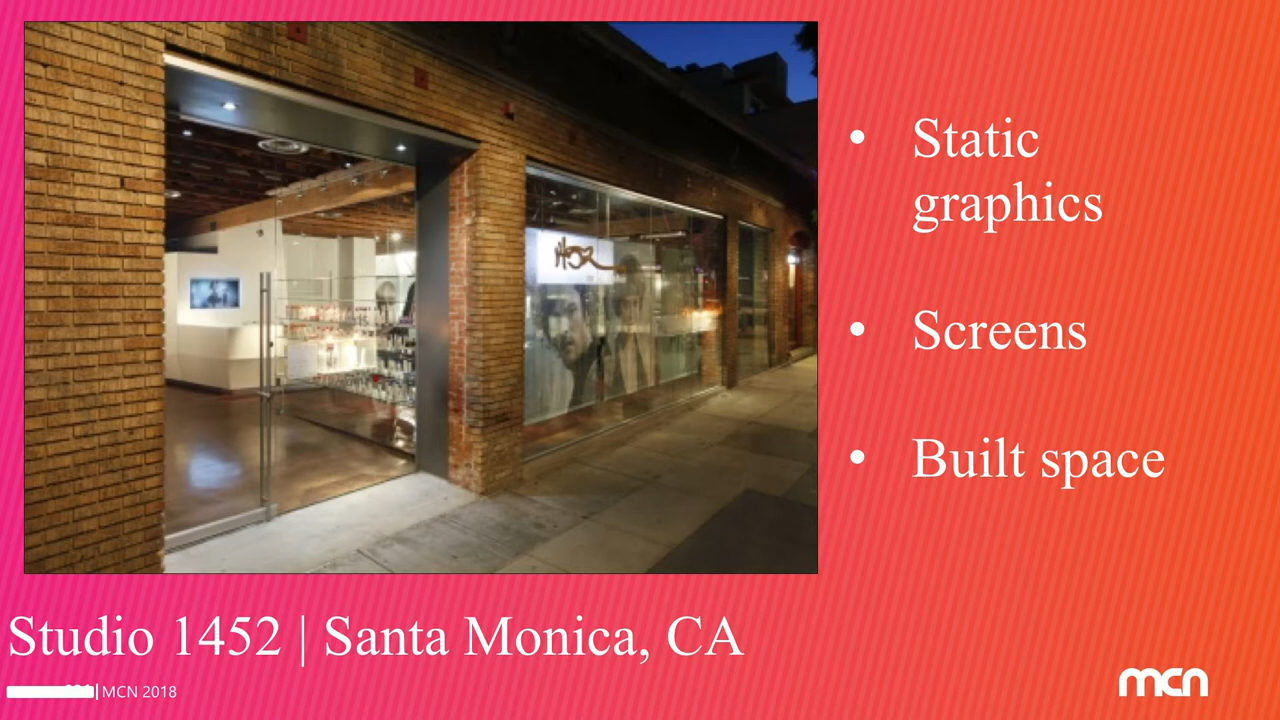 • Static
graphics
• Screens
• Built space
Studio 1452 | Santa Monica, CA
| MCN 2018
mcn